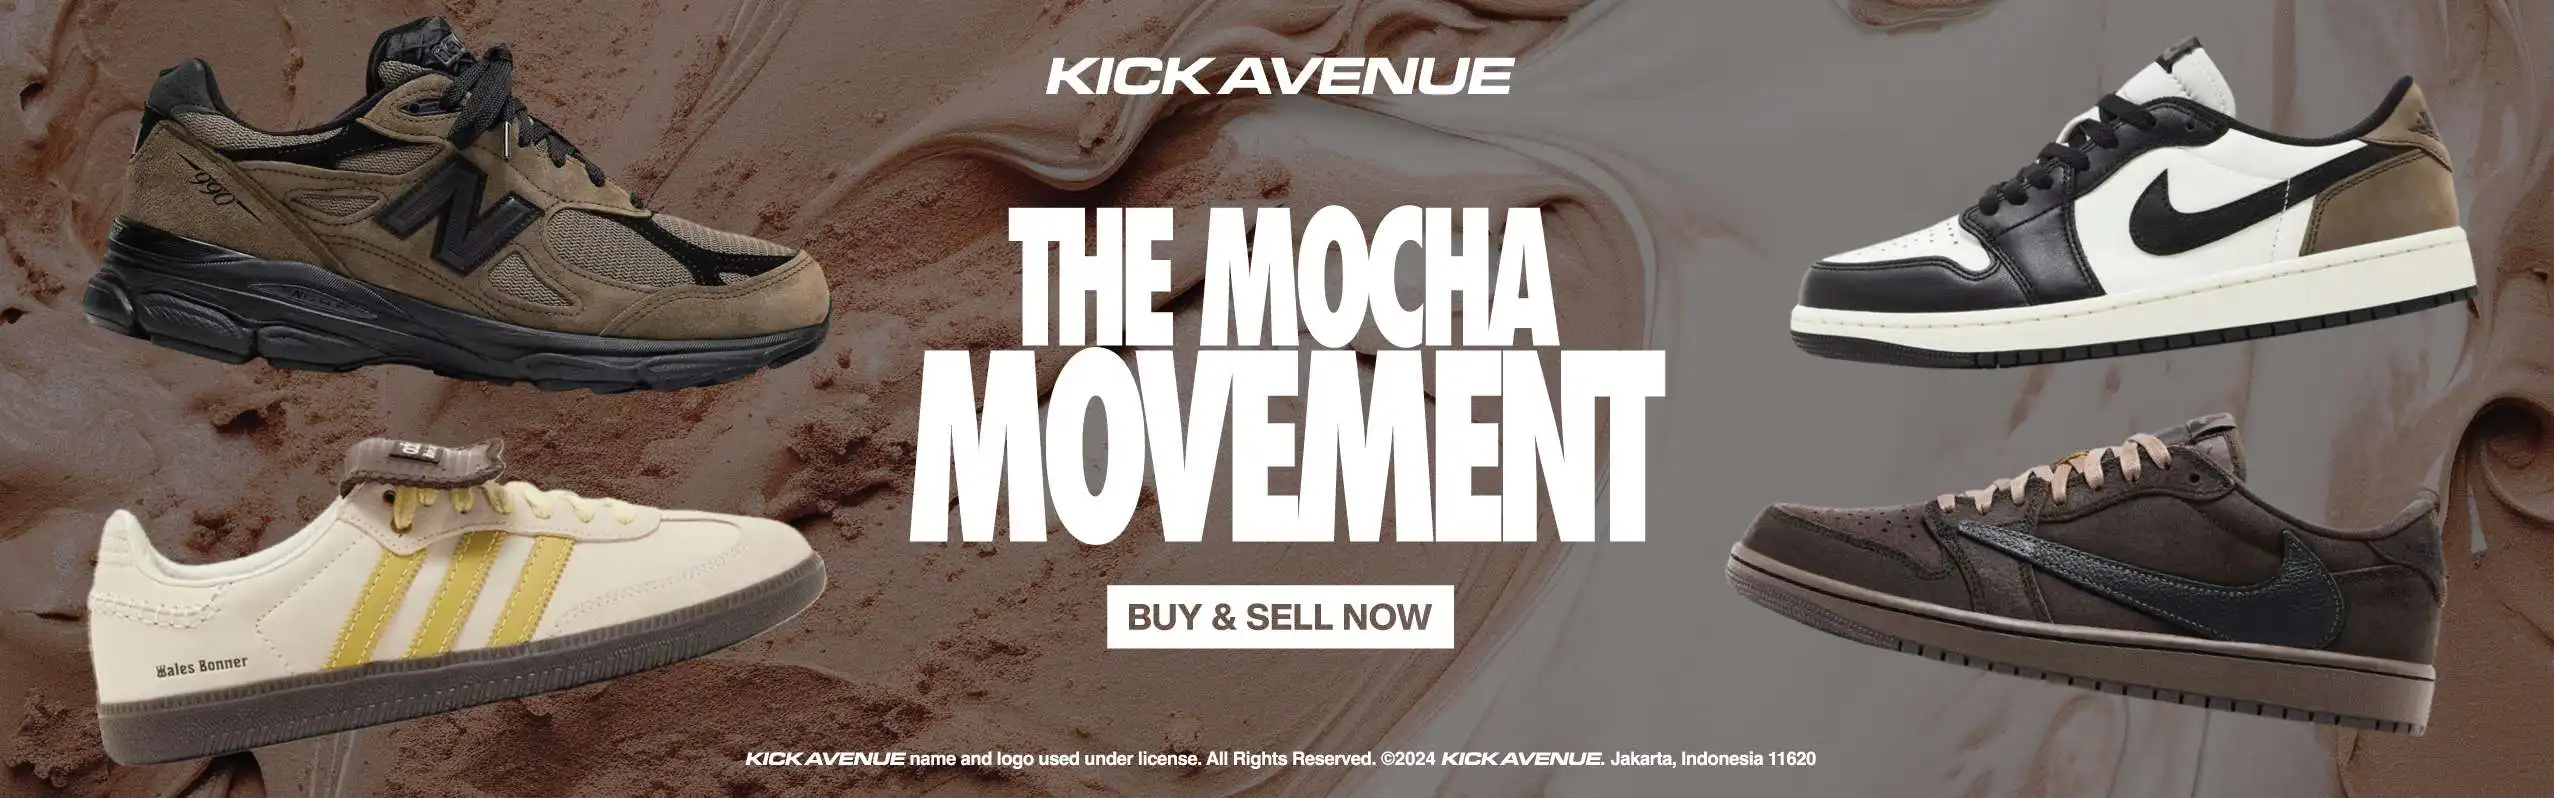 KICK AVENUE
THE MOCHA
MOVEMENT
BUY & SELL NOW
990
N
Wales Bonner
KICK AVENUE name and logo used under license. All Rights Reserved. ©2024 KICK AVENUE. Jakarta, Indonesia 11620